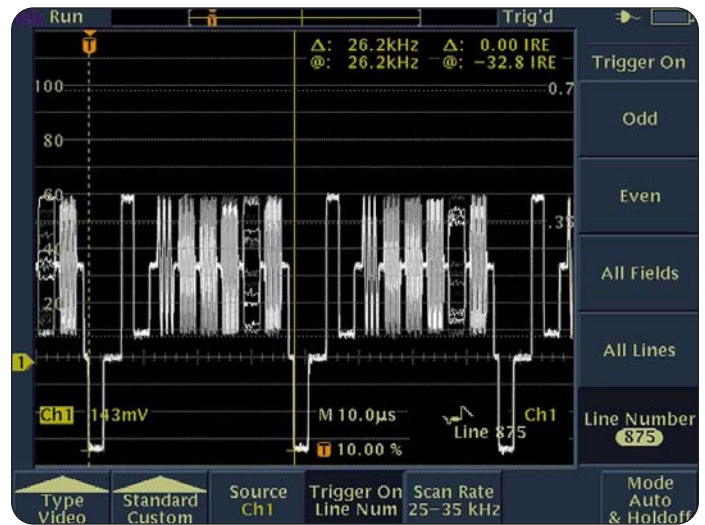 Run
T
Trig'd
T
Δ: 26.2kHz Δ: 0.00 IRE
@: 26.2kHz @: −32.8 IRE
100
0.7
80
60
.35
40
20
1
Ch1 143mV
M 10.0µs
Ch1
Line 875
T 10.00 %
Trigger On
Odd
Even
All Fields
All Lines
Line Number
875
Type
Video
Standard
Custom
Source
Ch1
Trigger On
Line Num
Scan Rate
25–35 kHz
Mode
Auto
& Holdoff